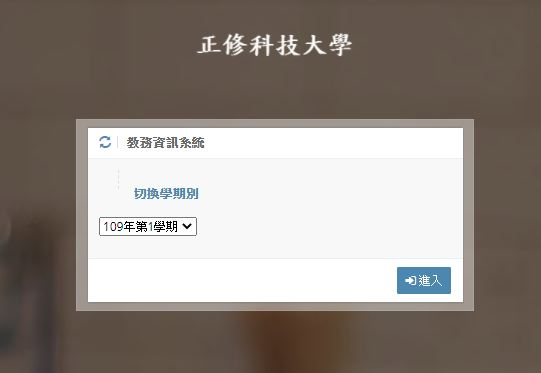 正修科技大學
教務資訊系統
切換學期別
109年第1學期
進入